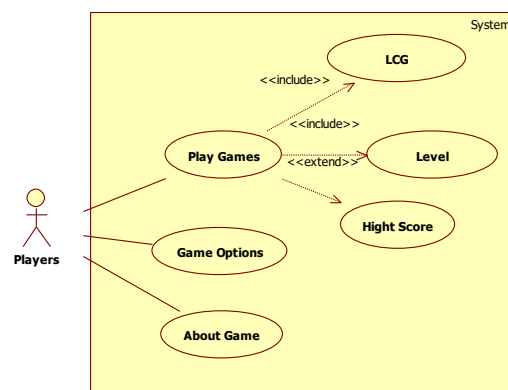 System
LCG
<<include>>
<<include>>
Play Games
<<extend>>
Level
Hight Score
Players
Game Options
About Game